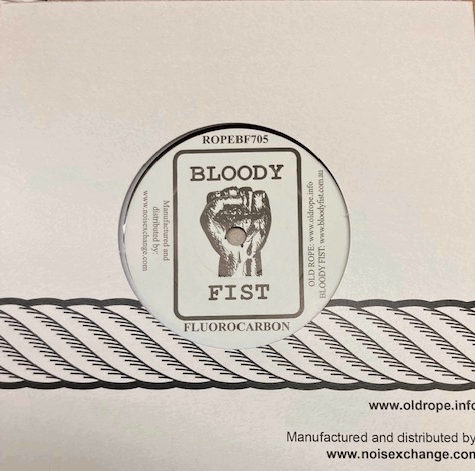 ROPEBF705
BLOODY
FIST
FLUOROCARBON
Manufactured and
distributed by:
www.noisexchange.com
OLD ROPE: www.oldrope.info
BLOODY FIST: www.bloodyfist.com.au
www.oldrope.info
Manufactured and distributed by
www.noisexchange.com